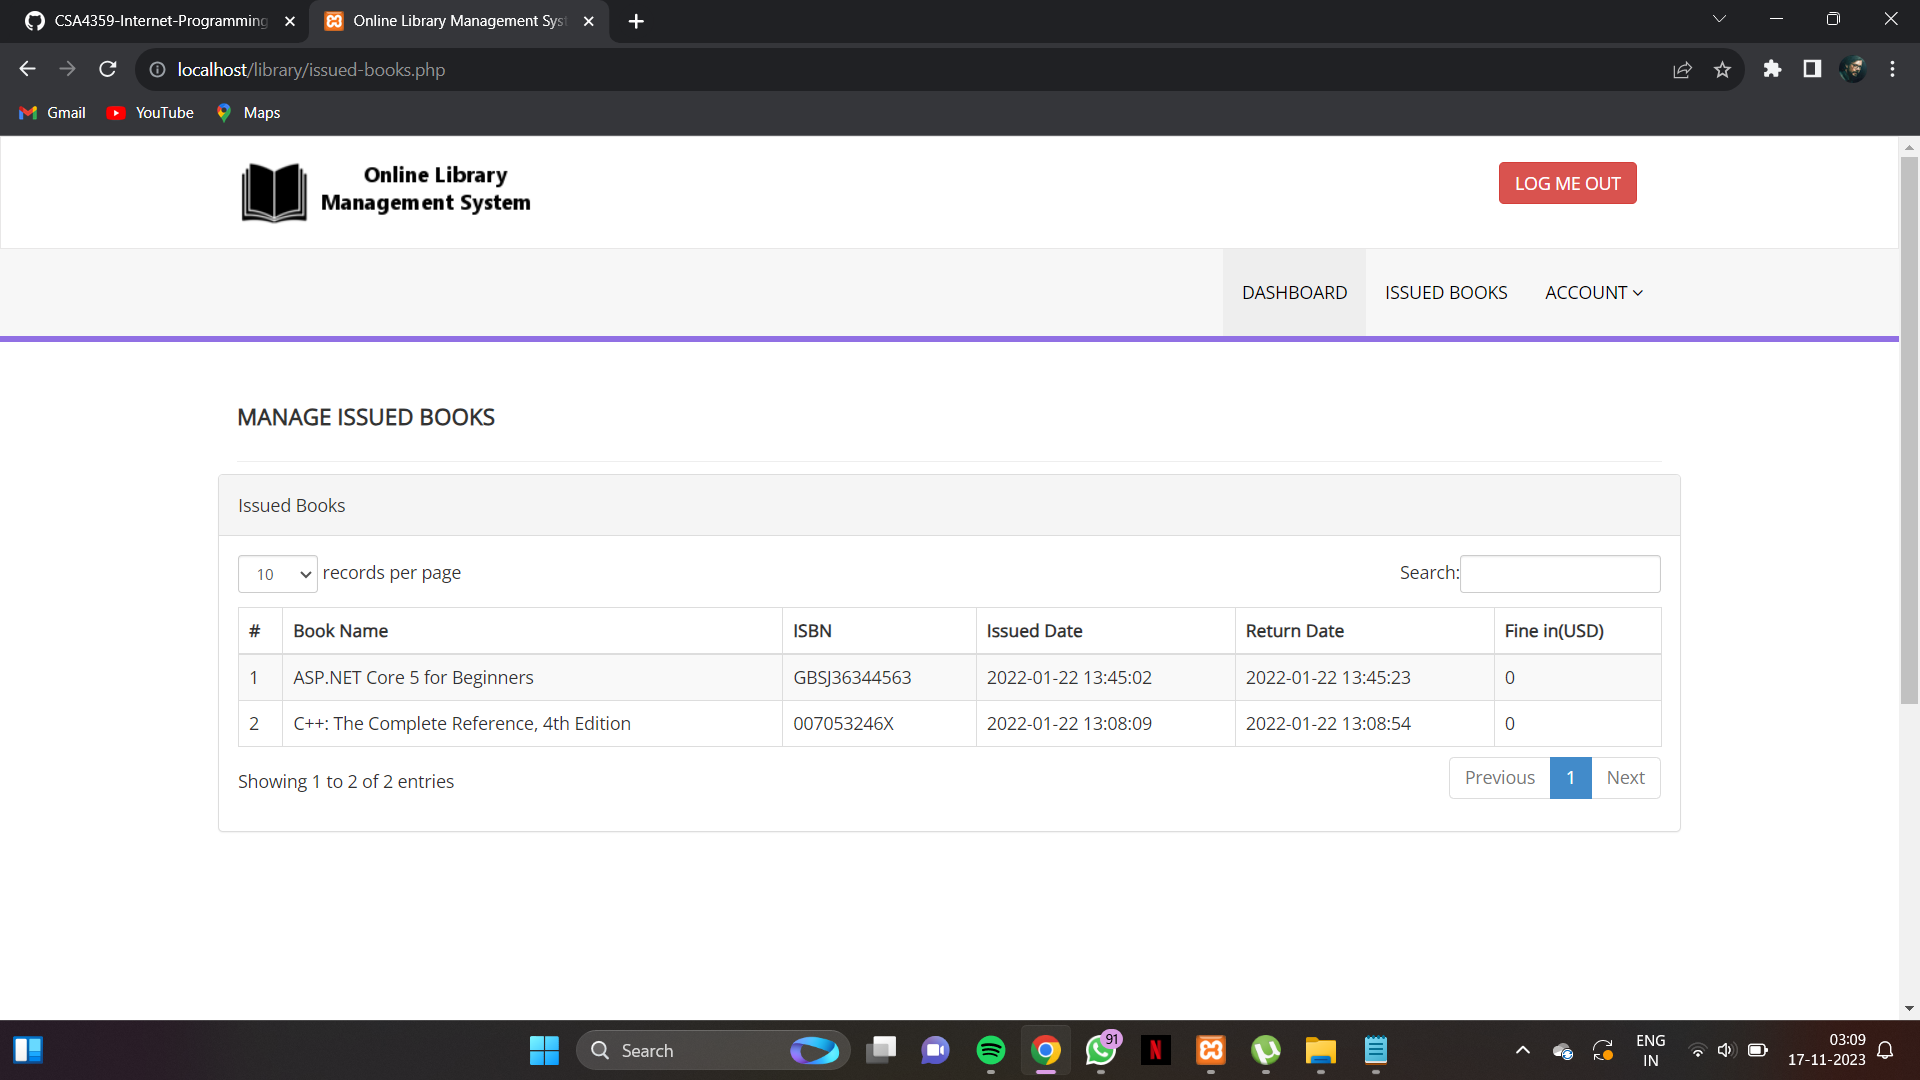 CSA4359-Internet-Programming
Online Library Management Syst
localhost/library/issued-books.php
Gmail YouTube Maps
Online Library
Management System
LOG ME OUT
DASHBOARD ISSUED BOOKS ACCOUNT
MANAGE ISSUED BOOKS
Issued Books
10 records per page Search:
# Book Name ISBN Issued Date Return Date Fine in(USD)
1 ASP.NET Core 5 for Beginners GBSJ36344563 2022-01-22 13:45:02 2022-01-22 13:45:23 0
2 C++: The Complete Reference, 4th Edition 007053246X 2022-01-22 13:08:09 2022-01-22 13:08:54 0
Showing 1 to 2 of 2 entries
Previous 1 Next
Search
91
N
ENG
IN
03:09
17-11-2023